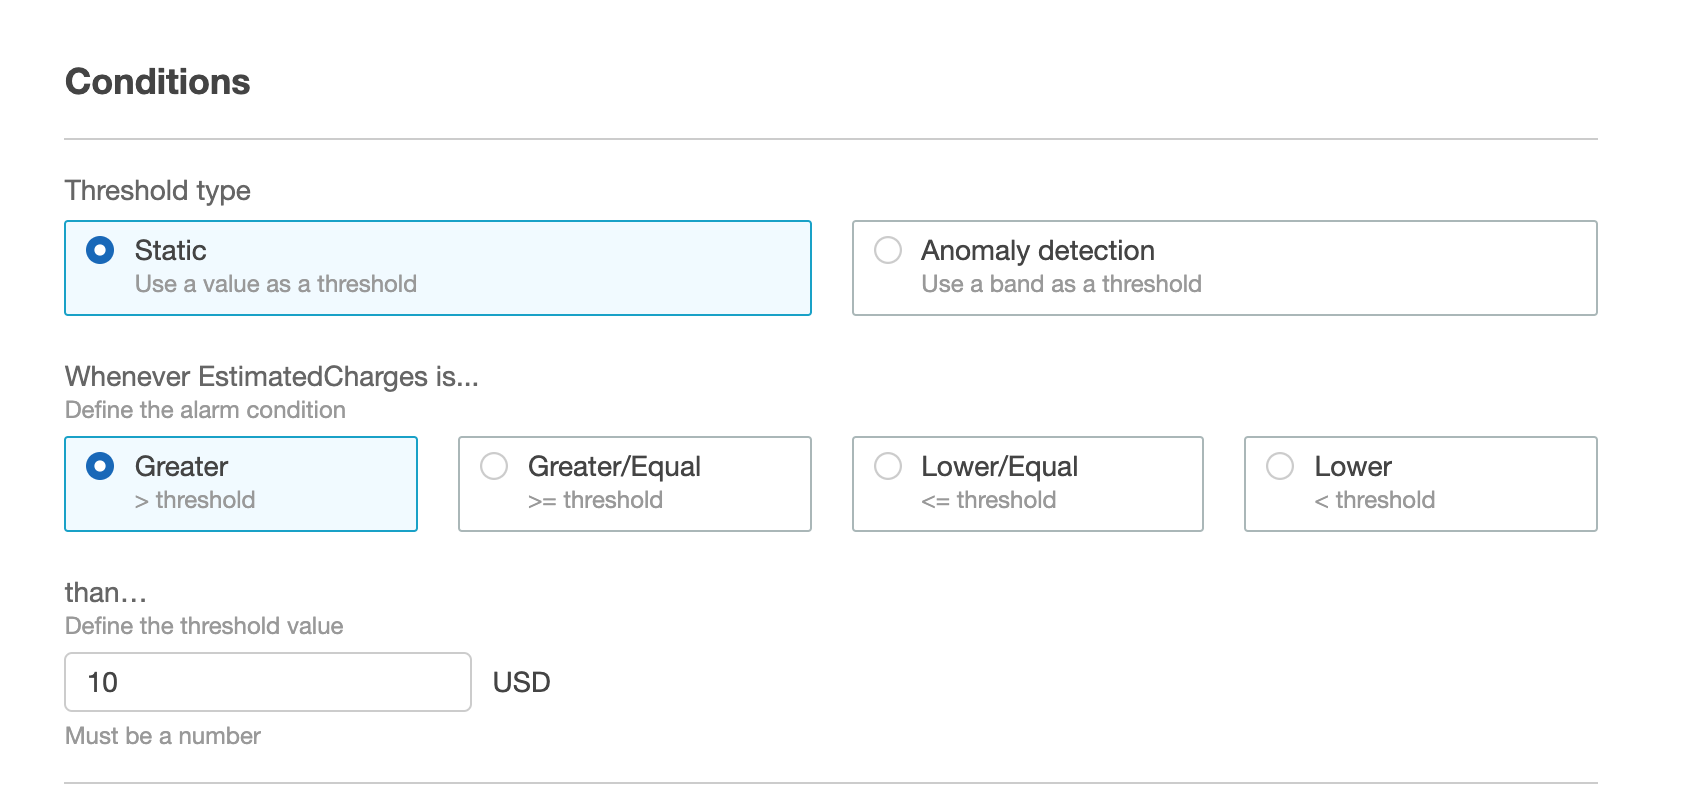 Conditions
Threshold type
Static
Use a value as a threshold
Anomaly detection
Use a band as a threshold
Whenever EstimatedCharges is...
Define the alarm condition
Greater
> threshold
Greater/Equal
>= threshold
Lower/Equal
<= threshold
Lower
< threshold
than…
Define the threshold value
10 USD
Must be a number